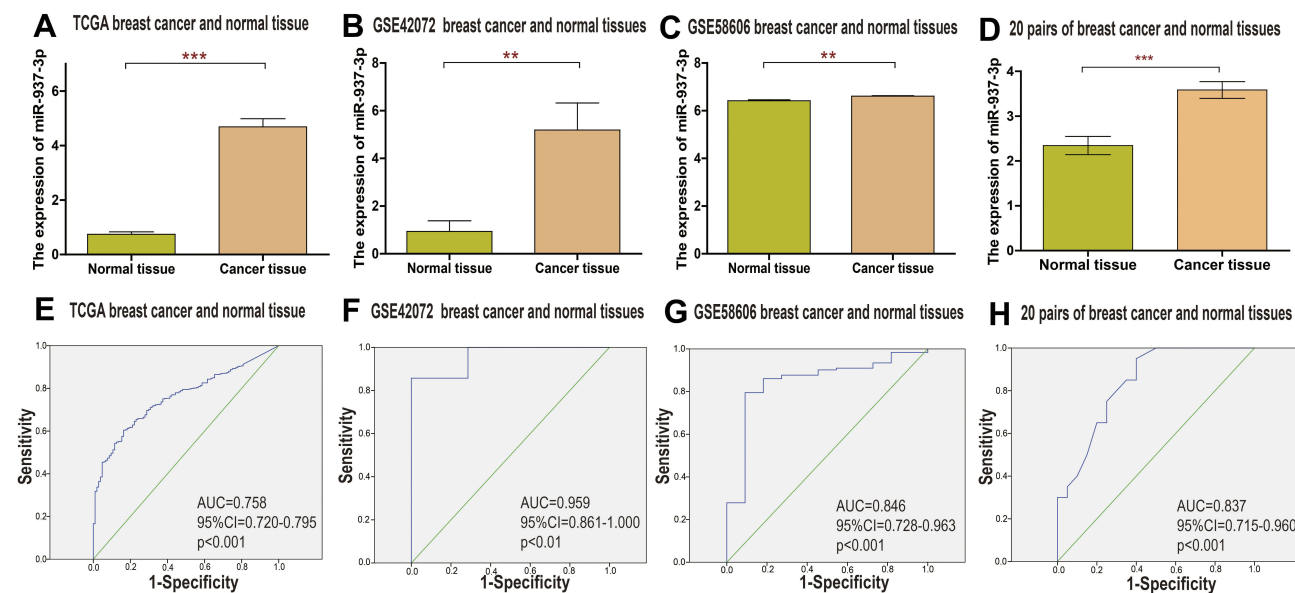 A TCGA breast cancer and normal tissue
***
The expression of miR-937-3p
6
4
2
0
Normal tissue Cancer tissue
B GSE42072 breast cancer and normal tissues
**
The expression of miR-937-3p
8
6
4
2
0
Normal tissue Cancer tissue
C GSE58606 breast cancer and normal tissues
**
The expression of miR-937-3p
8
6
4
2
0
Normal tissue Cancer tissue
D 20 pairs of breast cancer and normal tissues
***
The expression of miR-937-3p
4
3
2
1
0
Normal tissue Cancer tissue
E TCGA breast cancer and normal tissue
Sensitivity
1.0
0.8
0.6
0.4
0.2
0.0
AUC=0.758
95%CI=0.720-0.795
p<0.001
0.0 0.2 0.4 0.6 0.8 1.0
1-Specificity
F GSE42072 breast cancer and normal tissues
Sensitivity
1.0
0.8
0.6
0.4
0.2
0.0
AUC=0.959
95%CI=0.861-1.000
p<0.01
0.0 0.2 0.4 0.6 0.8 1.0
1-Specificity
G GSE58606 breast cancer and normal tissues
Sensitivity
1.0
0.8
0.6
0.4
0.2
0.0
AUC=0.846
95%CI=0.728-0.963
p<0.001
0.0 0.2 0.4 0.6 0.8 1.0
1-Specificity
H 20 pairs of breast cancer and normal tissues
Sensitivity
1.0
0.8
0.6
0.4
0.2
0.0
AUC=0.837
95%CI=0.715-0.960
p<0.001
0.0 0.2 0.4 0.6 0.8 1.0
1-Specificity